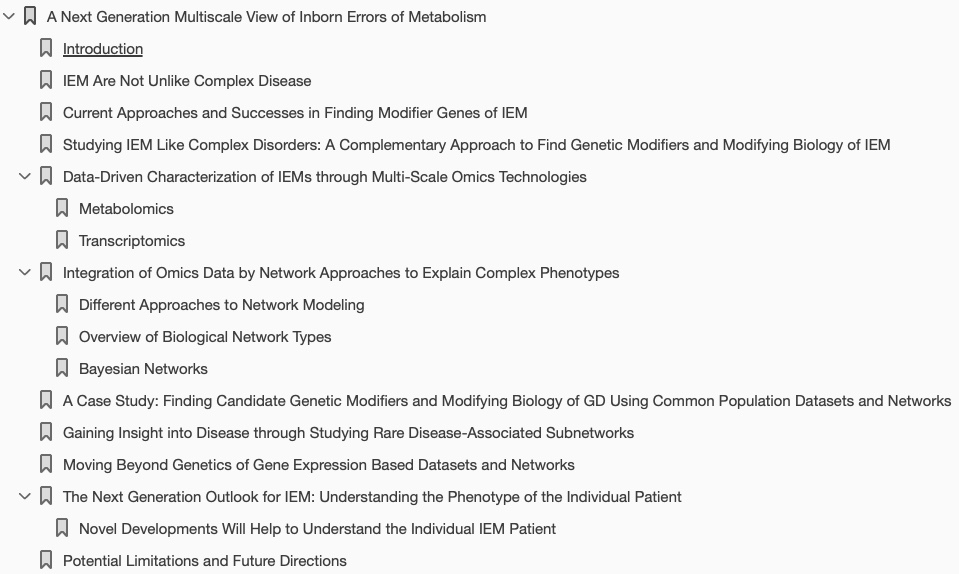 A Next Generation Multiscale View of Inborn Errors of Metabolism
Introduction
IEM Are Not Unlike Complex Disease
Current Approaches and Successes in Finding Modifier Genes of IEM
Studying IEM Like Complex Disorders: A Complementary Approach to Find Genetic Modifiers and Modifying Biology of IEM
Data-Driven Characterization of IEMs through Multi-Scale Omics Technologies
Metabolomics
Transcriptomics
Integration of Omics Data by Network Approaches to Explain Complex Phenotypes
Different Approaches to Network Modeling
Overview of Biological Network Types
Bayesian Networks
A Case Study: Finding Candidate Genetic Modifiers and Modifying Biology of GD Using Common Population Datasets and Networks
Gaining Insight into Disease through Studying Rare Disease-Associated Subnetworks
Moving Beyond Genetics of Gene Expression Based Datasets and Networks
The Next Generation Outlook for IEM: Understanding the Phenotype of the Individual Patient
Novel Developments Will Help to Understand the Individual IEM Patient
Potential Limitations and Future Directions